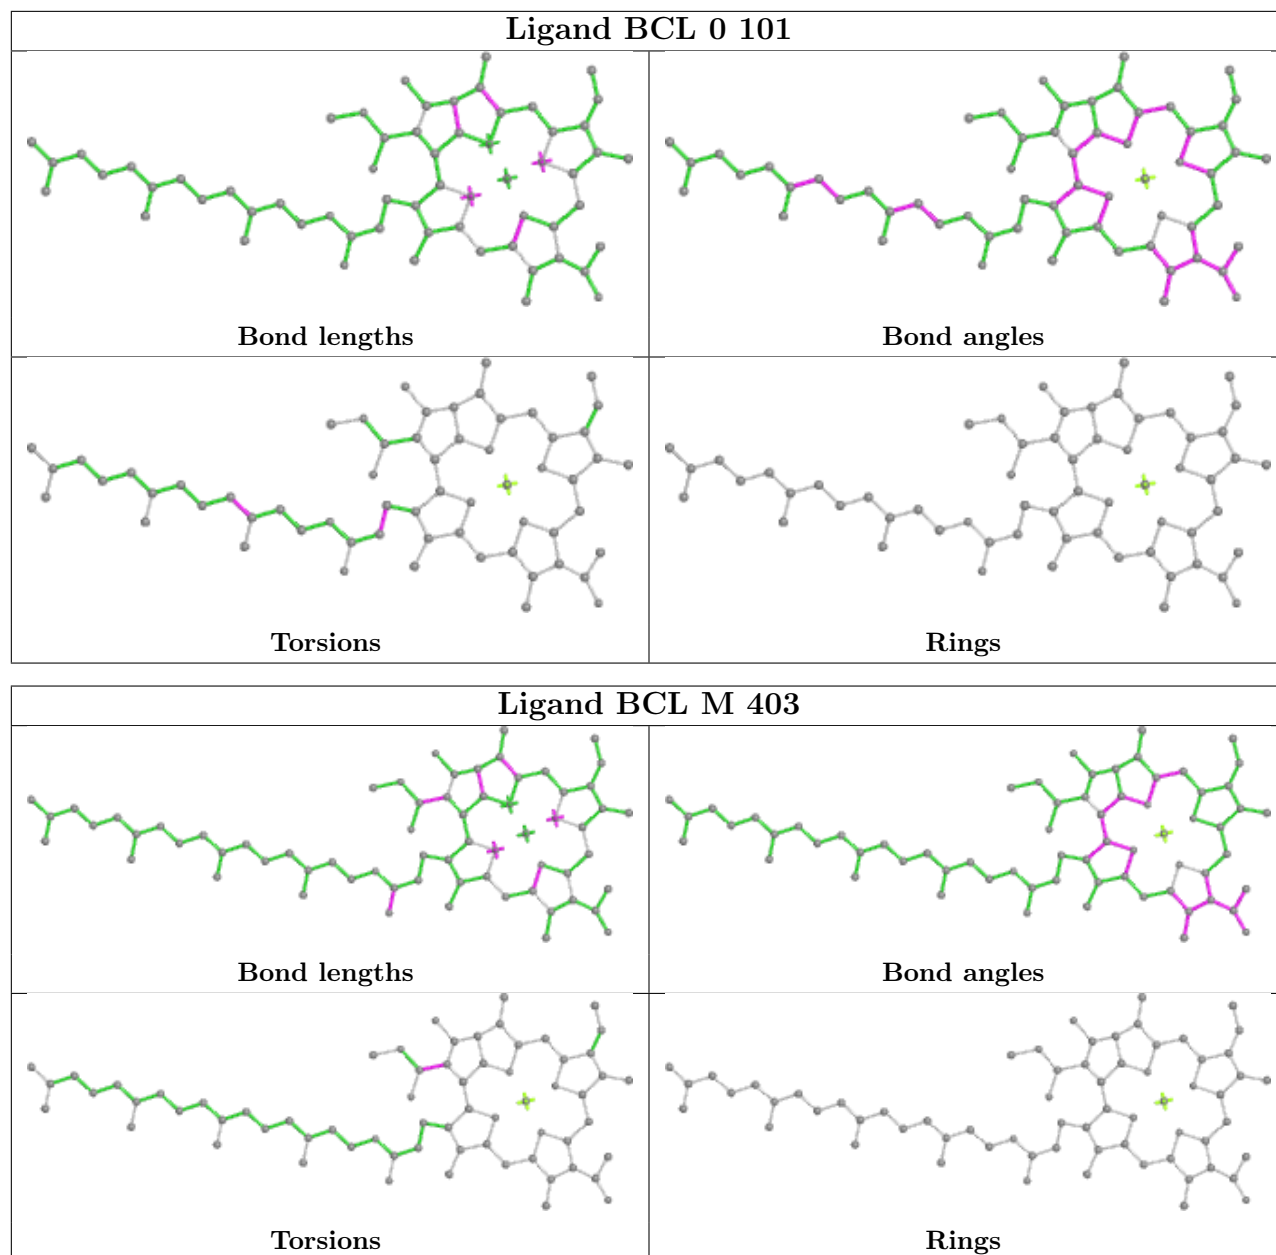 Ligand BCL 0 101
Bond lengths
Bond angles
Torsions
Rings
Ligand BCL M 403
Bond lengths
Bond angles
Torsions
Rings